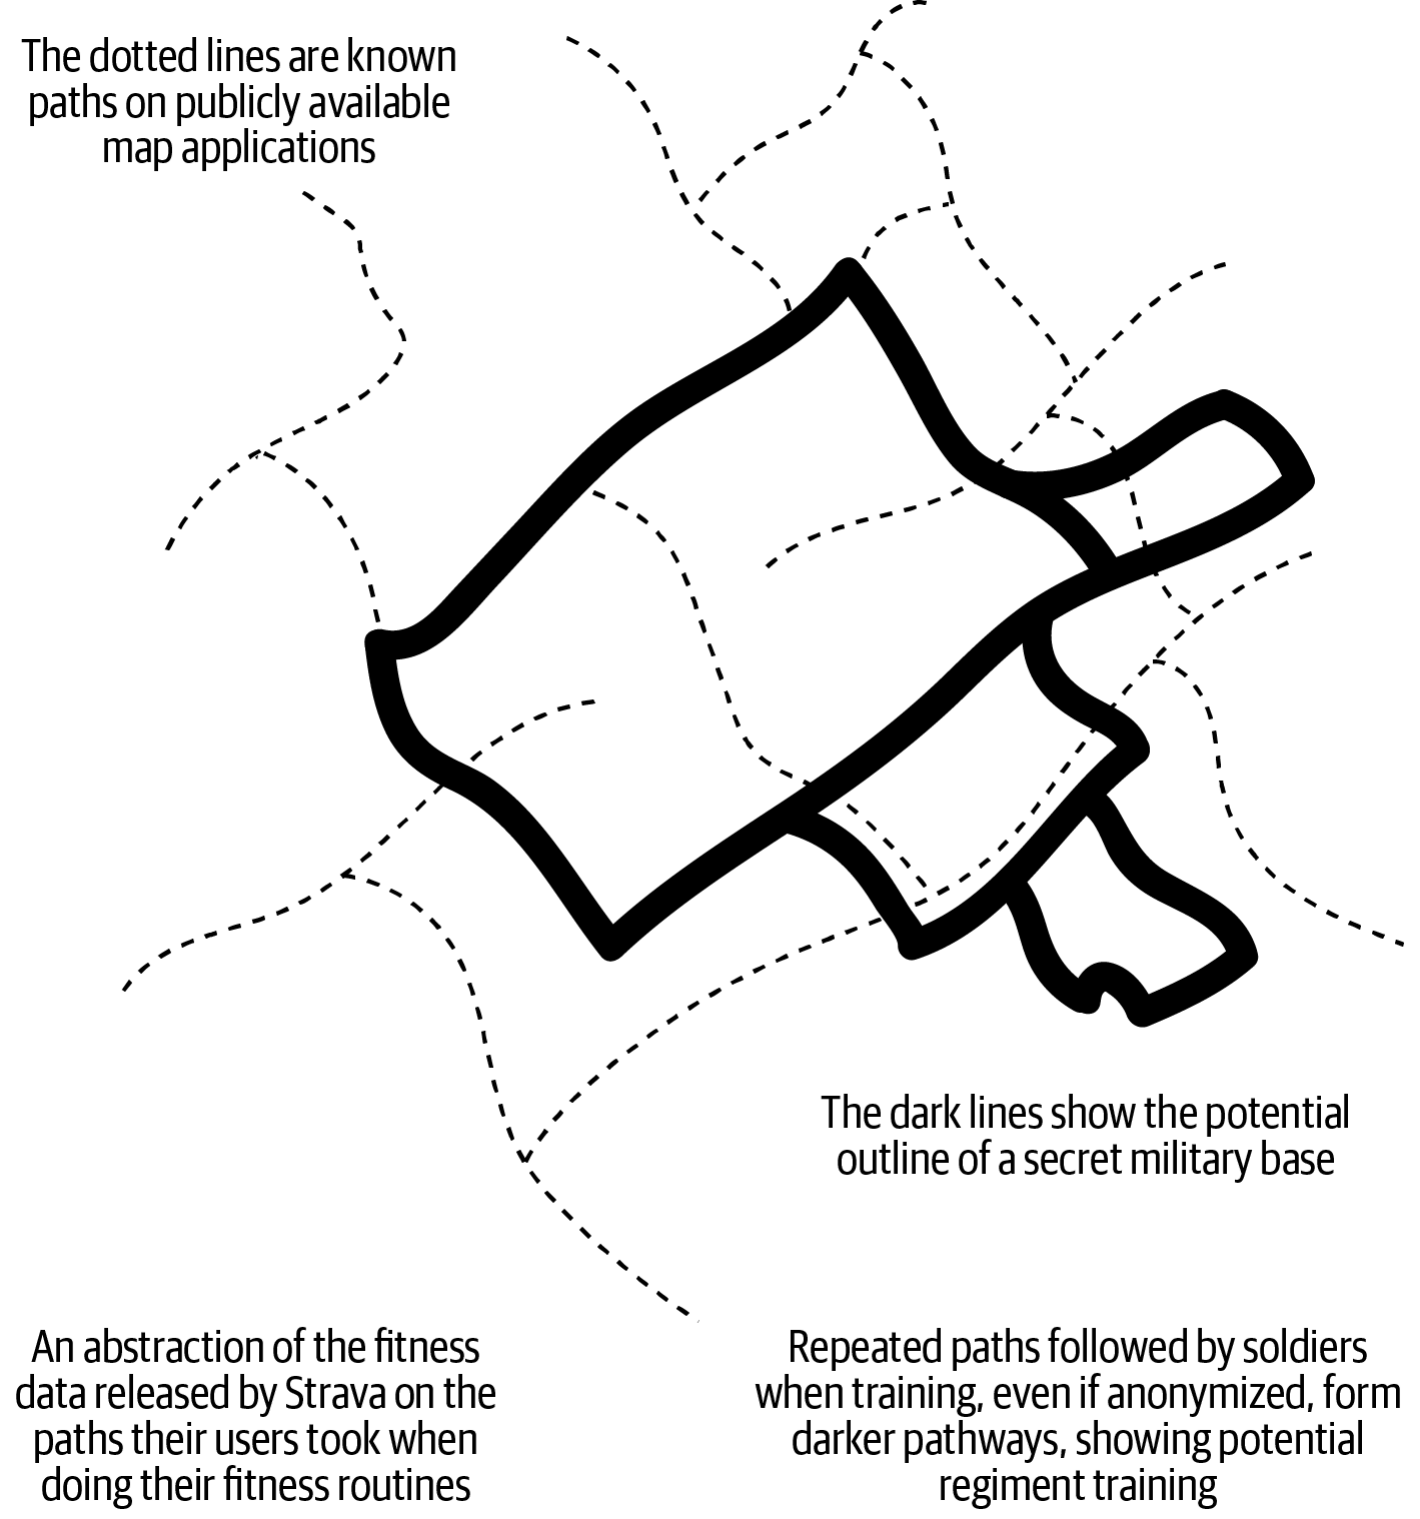 The dotted lines are known
paths on publicly available
map applications
The dark lines show the potential
outline of a secret military base
An abstraction of the fitness
data released by Strava on the
paths their users took when
doing their fitness routines
Repeated paths followed by soldiers
when training, even if anonymized, form
darker pathways, showing potential
regiment training